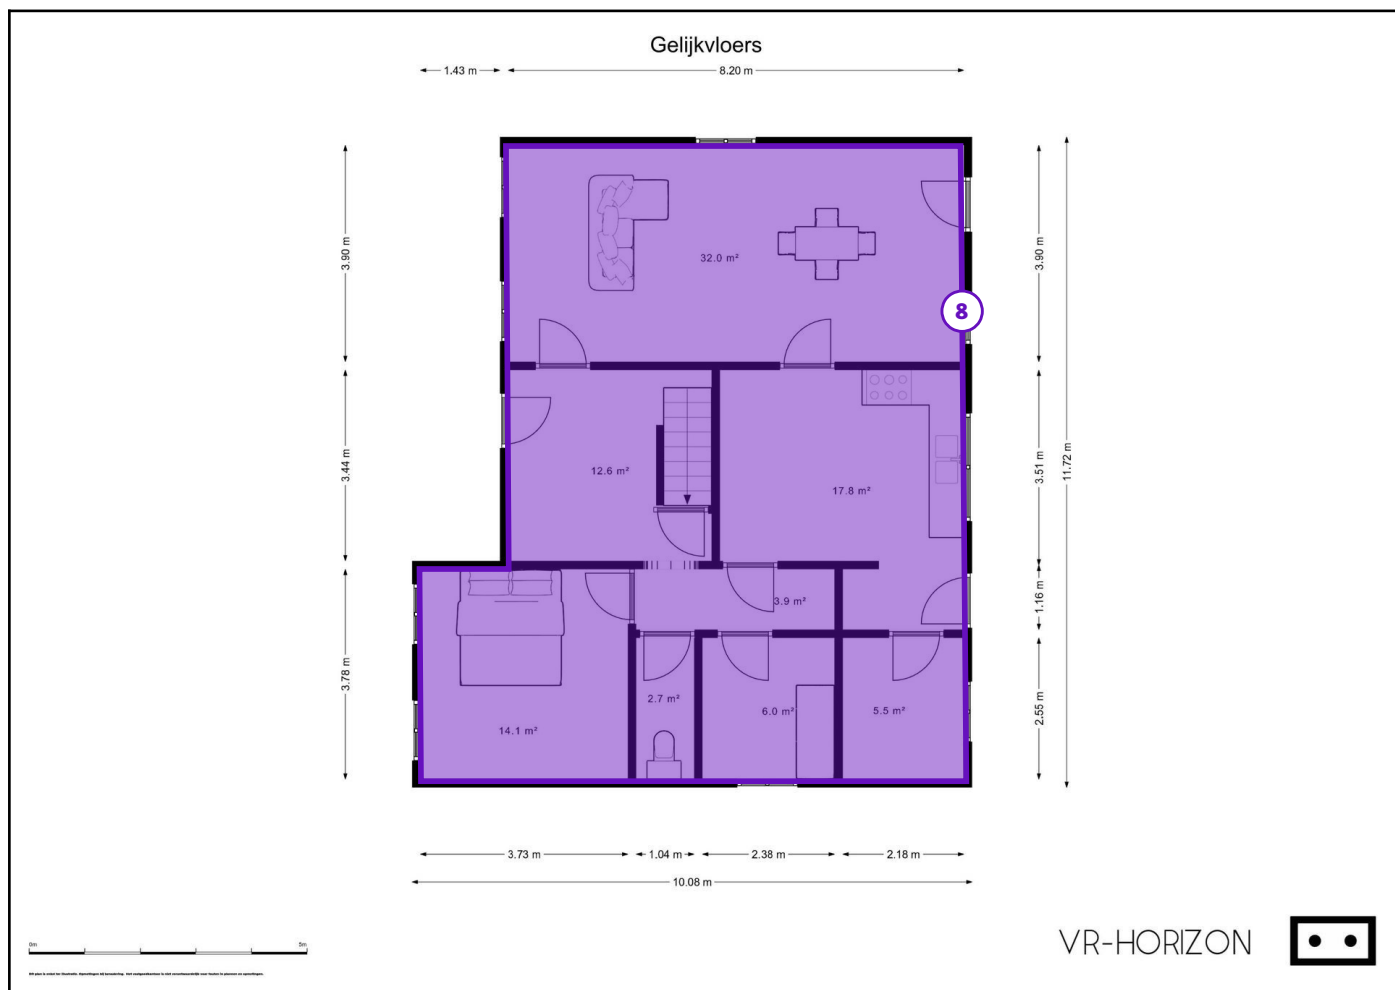 Gelijkvloers
1.43 m
8.20 m
3.90 m
3.90 m
32.0 m²
8
3.44 m
12.6 m²
17.8 m²
3.51 m
11.72 m
3.9 m²
1.16 m
3.78 m
2.7 m²
6.0 m²
5.5 m²
2.55 m
14.1 m²
3.73 m
1.04 m
2.38 m
2.18 m
10.08 m
0m
5m
VR-HORIZON